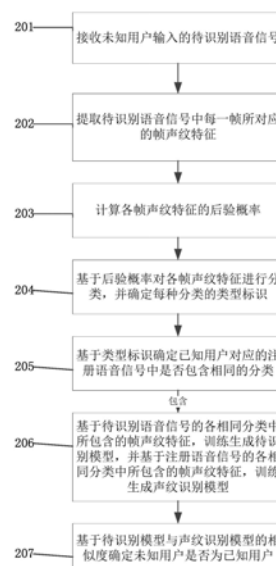 201
接收未知用户输入的待识别语音信号
202
提取待识别语音信号中每一帧所对应
的帧声纹特征
203
计算各帧声纹特征的后验概率
204
基于后验概率对各帧声纹特征进行分
类，并确定每种分类的类型标识
205
基于类型标识确定已知用户对应的注
册语音信号中是否包含相同的分类
包含
206
基于待识别语音信号的各相同分类中
所包含的帧声纹特征，训练生成待识
别模型，并基于注册语音信号的各相
同分类中所包含的帧声纹特征，训练
生成声纹识别模型
207
基于待识别模型与声纹识别模型的相
似度确定未知用户是否为已知用户